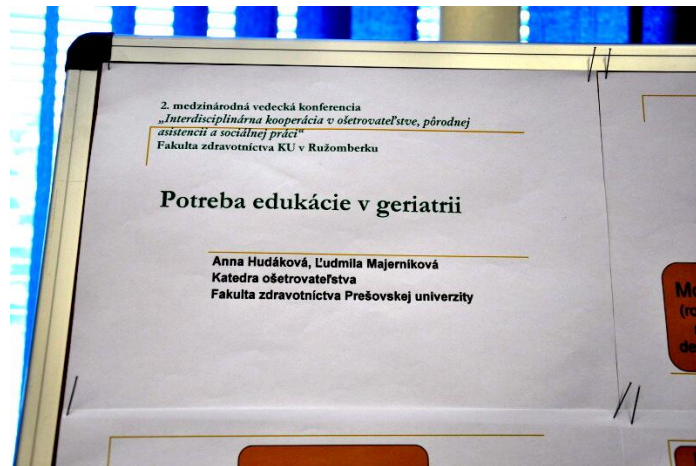 2. medzinárodná vedecká konferencia
„Interdisciplinárna kooperácia v ošetrovateľstve, pôrodnej
asistencii a sociálnej práci“
Fakulta zdravotníctva KU v Ružomberku
Potreba edukácie v geriatrii
Anna Hudáková, Ľudmila Majerníková
Katedra ošetrovateľstva
Fakulta zdravotníctva Prešovskej univerzity